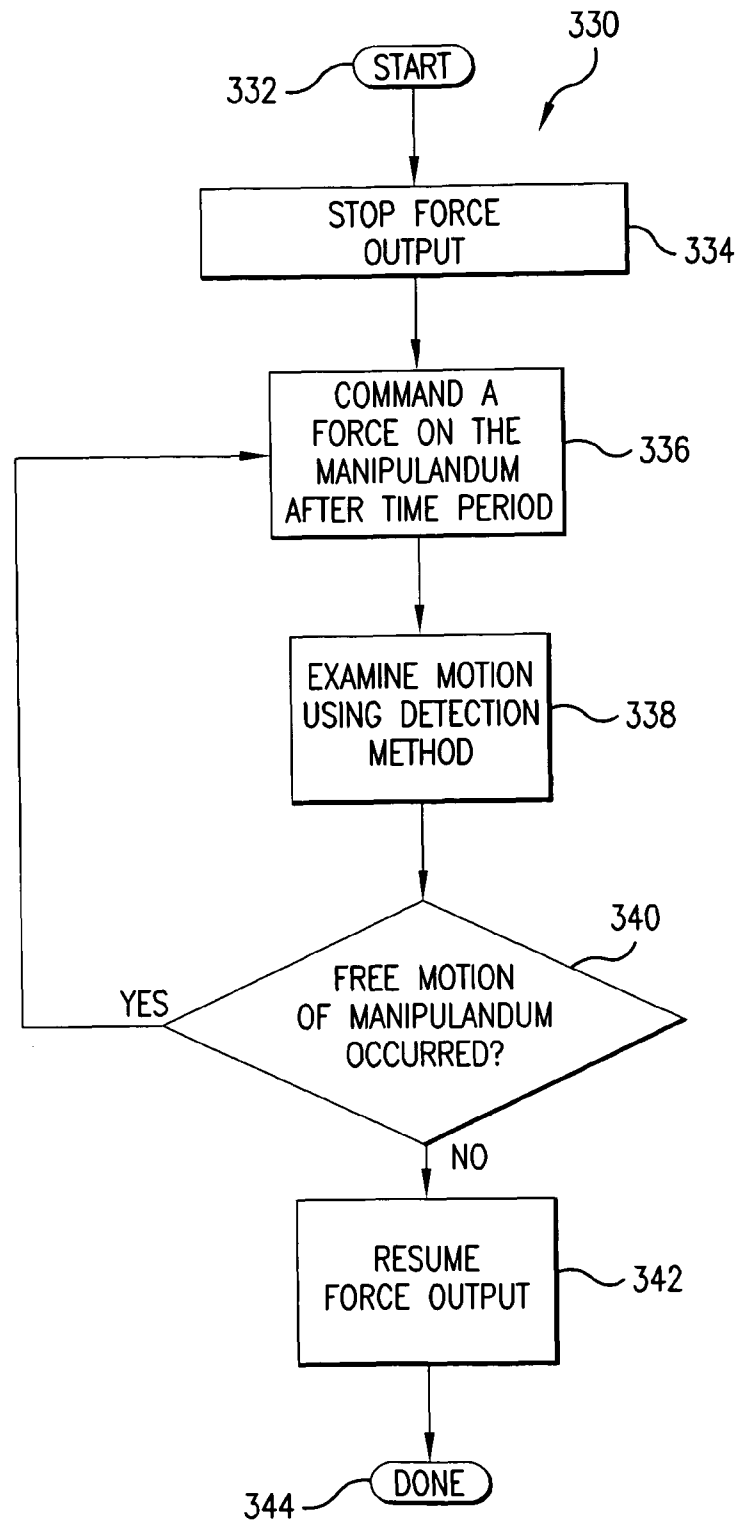 330
START
332
STOP FORCE
OUTPUT
334
COMMAND A
FORCE ON THE
MANIPULANDUM
AFTER TIME PERIOD
336
EXAMINE MOTION
USING DETECTION
METHOD
338
340
FREE MOTION
OF MANIPULANDUM
OCCURRED?
YES
NO
RESUME
FORCE OUTPUT
342
DONE
344